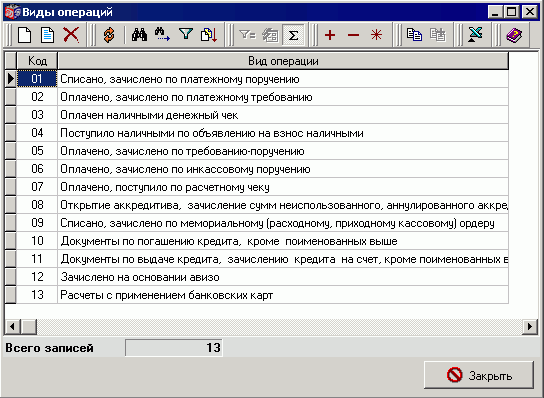 Виды операций
Код Вид операции
01 Списано, зачислено по платежному поручению
02 Оплачено, зачислено по платежному требованию
03 Оплачен наличными денежный чек
04 Поступило наличными по объявлению на взнос наличными
05 Оплачено, зачислено по требованию-поручению
06 Оплачено, зачислено по инкассовому поручению
07 Оплачено, поступило по расчетному чеку
08 Открытие аккредитива, зачисление сумм неиспользованного, аннулированного аккред
09 Списано, зачислено по мемориальному (расходному, приходному кассовому) ордеру
10 Документы по погашению кредита, кроме поименованных выше
11 Документы по выдаче кредита, зачислению кредита на счет, кроме поименованных в
12 Зачислено на основании авизо
13 Расчеты с применением банковских карт
Всего записей 13
Закрыть